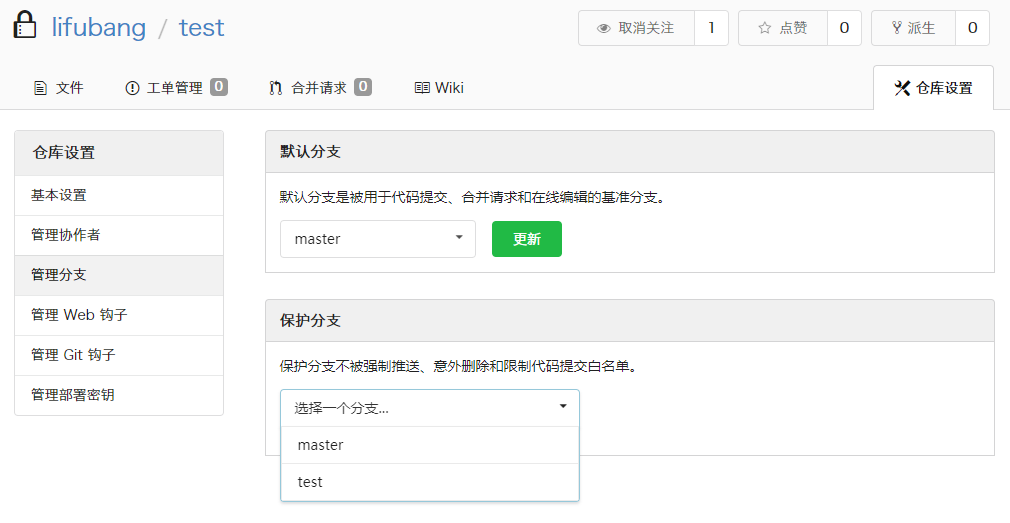 lifubang / test
取消关注 1 点赞 0 派生 0
文件 工单管理 0 合并请求 0 Wiki 仓库设置
仓库设置
基本设置
管理协作者
管理分支
管理 Web 钩子
管理 Git 钩子
管理部署密钥
默认分支
默认分支是被用于代码提交、合并请求和在线编辑的基准分支。
master 更新
保护分支
保护分支不被强制推送、意外删除和限制代码提交白名单。
选择一个分支...
master
test